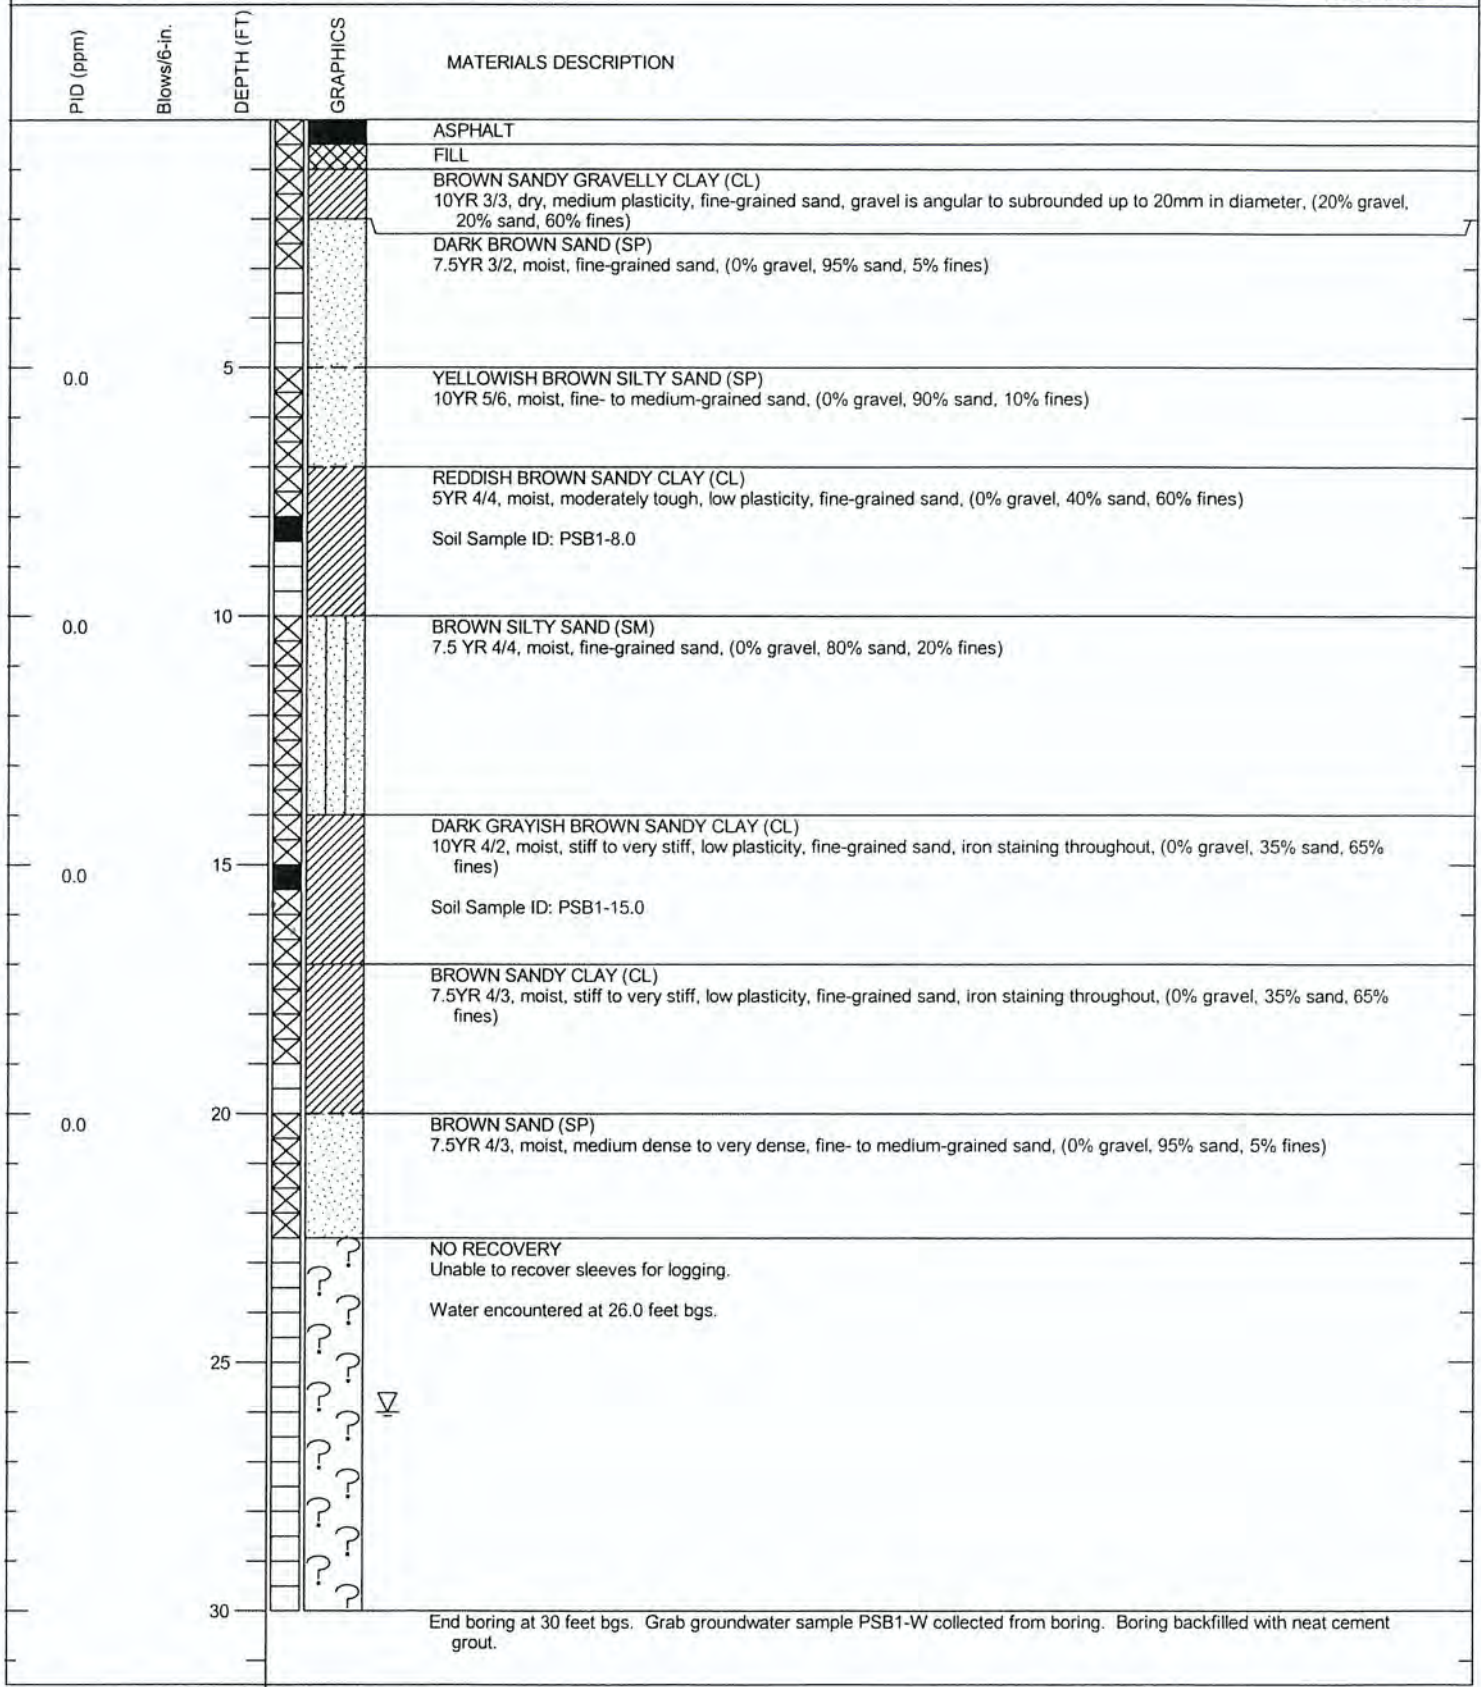 PID (ppm)
Blows/6-in.
DEPTH (FT)
GRAPHICS
MATERIALS DESCRIPTION
ASPHALT
FILL
BROWN SANDY GRAVELLY CLAY (CL)
10YR 3/3, dry, medium plasticity, fine-grained sand, gravel is angular to subrounded up to 20mm in diameter, (20% gravel,
20% sand, 60% fines)
DARK BROWN SAND (SP)
7.5YR 3/2, moist, fine-grained sand, (0% gravel, 95% sand, 5% fines)
0.0
5
YELLOWISH BROWN SILTY SAND (SP)
10YR 5/6, moist, fine- to medium-grained sand, (0% gravel, 90% sand, 10% fines)
REDDISH BROWN SANDY CLAY (CL)
5YR 4/4, moist, moderately tough, low plasticity, fine-grained sand, (0% gravel, 40% sand, 60% fines)
Soil Sample ID: PSB1-8.0
0.0
10
BROWN SILTY SAND (SM)
7.5 YR 4/4, moist, fine-grained sand, (0% gravel, 80% sand, 20% fines)
DARK GRAYISH BROWN SANDY CLAY (CL)
10YR 4/2, moist, stiff to very stiff, low plasticity, fine-grained sand, iron staining throughout, (0% gravel, 35% sand, 65%
fines)
0.0
15
Soil Sample ID: PSB1-15.0
BROWN SANDY CLAY (CL)
7.5YR 4/3, moist, stiff to very stiff, low plasticity, fine-grained sand, iron staining throughout, (0% gravel, 35% sand, 65%
fines)
0.0
20
BROWN SAND (SP)
7.5YR 4/3, moist, medium dense to very dense, fine- to medium-grained sand, (0% gravel, 95% sand, 5% fines)
NO RECOVERY
Unable to recover sleeves for logging.
Water encountered at 26.0 feet bgs.
? ? ? ? ? ? ? ? ? ? ? ? ?
25
30
End boring at 30 feet bgs. Grab groundwater sample PSB1-W collected from boring. Boring backfilled with neat cement
grout.